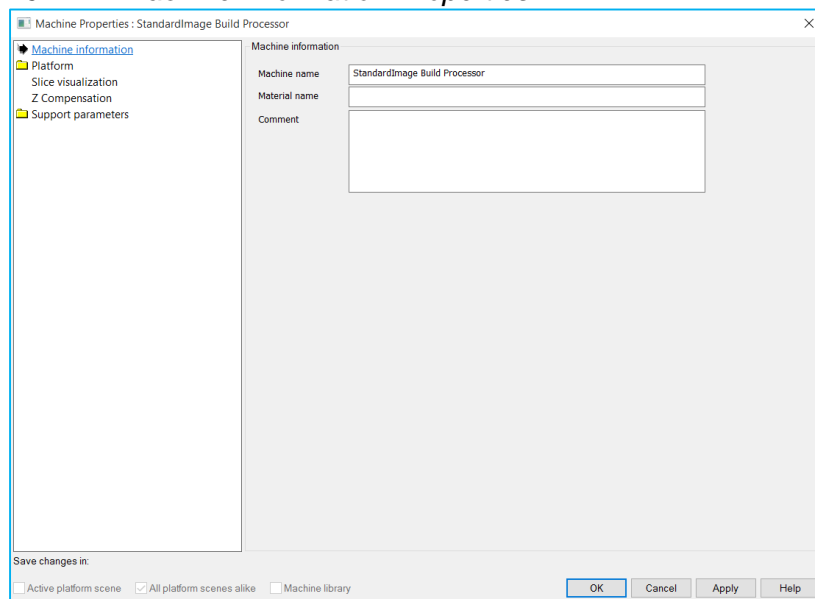 Machine Properties : StandardImage Build Processor
Machine information
Platform
Slice visualization
Z Compensation
Support parameters
Machine information
Machine name StandardImage Build Processor
Material name
Comment
Save changes in:
Active platform scene All platform scenes alike Machine library OK Cancel Apply Help